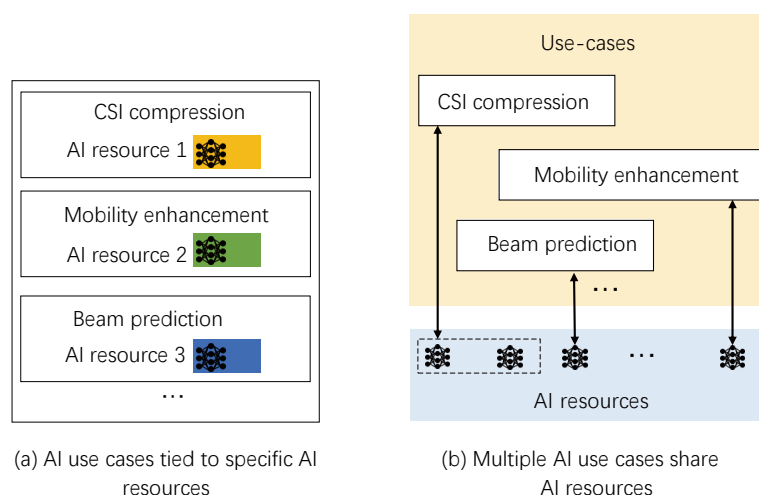 CSI compression
AI resource 1
Mobility enhancement
AI resource 2
Beam prediction
AI resource 3
...
(a) AI use cases tied to specific AI
resources
Use-cases
CSI compression
Mobility enhancement
Beam prediction
...
...
AI resources
(b) Multiple AI use cases share
AI resources